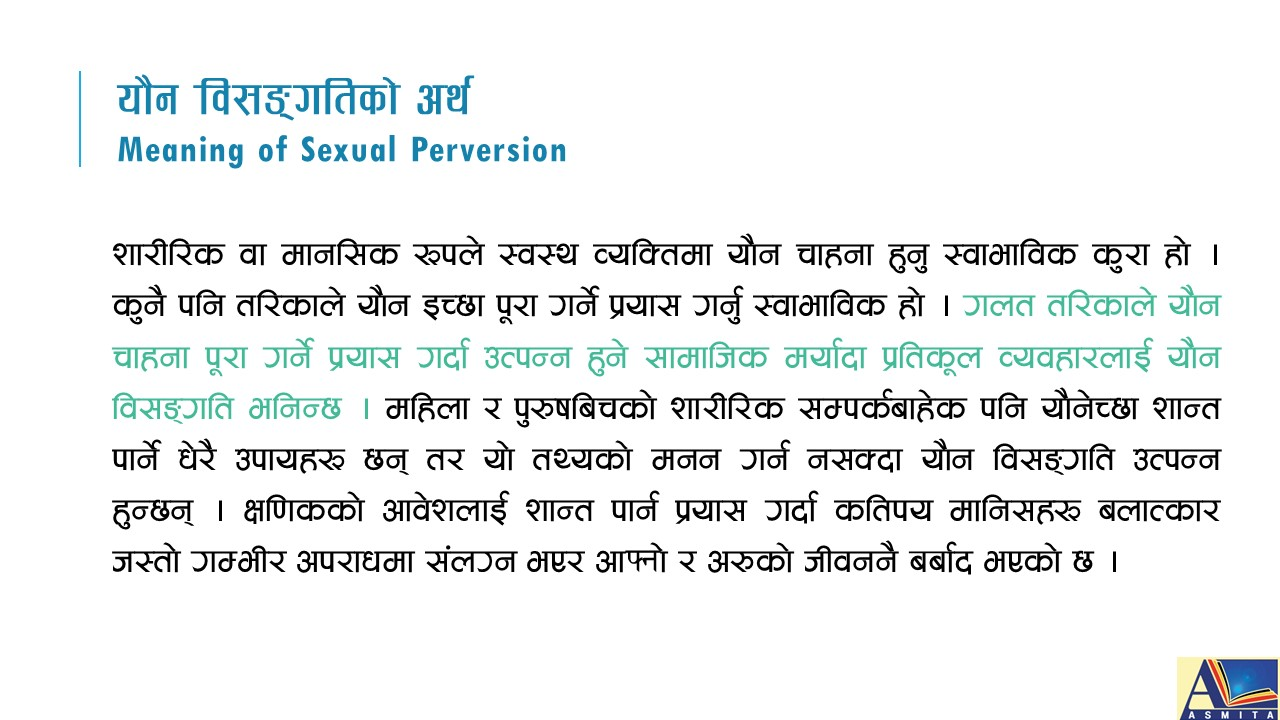 यौन विसङ्गतिको अर्थ
Meaning of Sexual Perversion
शारीरिक वा मानसिक रुपले स्वस्थ व्यक्तिमा यौन चाहना हुनु स्वाभाविक कुरा हो ।
कुनै पनि तरिकाले यौन इच्छा पूरा गर्ने प्रयास गर्नु स्वाभाविक हो । गलत तरिकाले यौन
चाहना पूरा गर्ने प्रयास गर्दा उत्पन्न हुने सामाजिक मर्यादा प्रतिकूल व्यवहारलाई यौन
विसङ्गति भनिन्छ । महिला र पुरुषबिचको शारीरिक सम्पर्कबाहेक पनि यौनेच्छा शान्त
पार्ने धेरै उपायहरू छन् तर यो तथ्यको मनन गर्न नसक्दा यौन विसङ्गति उत्पन्न
हुन्छन् । क्षणिकको आवेशलाई शान्त पार्न प्रयास गर्दा कतिपय मानिसहरू बलात्कार
जस्तो गम्भीर अपराधमा संलग्न भएर आफ्नो र अरुको जीवननै बर्बाद भएको छ ।
ASMITA